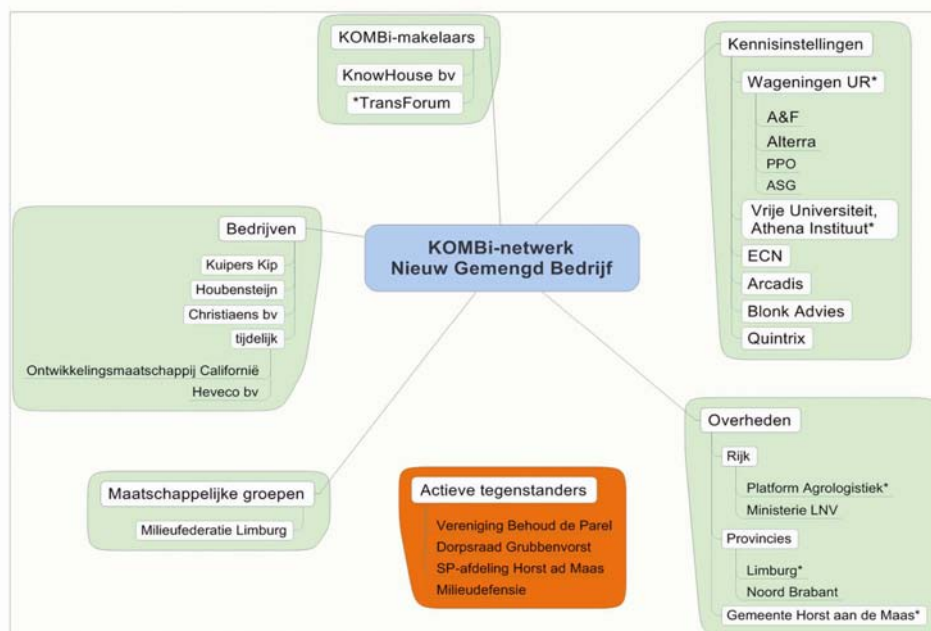 KOMBi-makelaars
KnowHouse bv
*TransForum
Kennisinstellingen
Wageningen UR*
A&F
Alterra
PPO
ASG
Vrije Universiteit,
Athena Instituut*
ECN
Arcadis
Blonk Advies
Quintrix
Bedrijven
Kuipers Kip
Houbensteijn
Christiaens bv
tijdelijk
Ontwikkelingsmaatschappij Californië
Heveco bv
KOMBi-netwerk
Nieuw Gemengd Bedrijf
Overheden
Rijk
Platform Agrologistiek*
Ministerie LNV
Provincies
Limburg*
Noord Brabant
Gemeente Horst aan de Maas*
Maatschappelijke groepen
Milieufederatie Limburg
Actieve tegenstanders
Vereniging Behoud de Parel
Dorpsraad Grubbenvorst
SP-afdeling Horst ad Maas
Milieudefensie